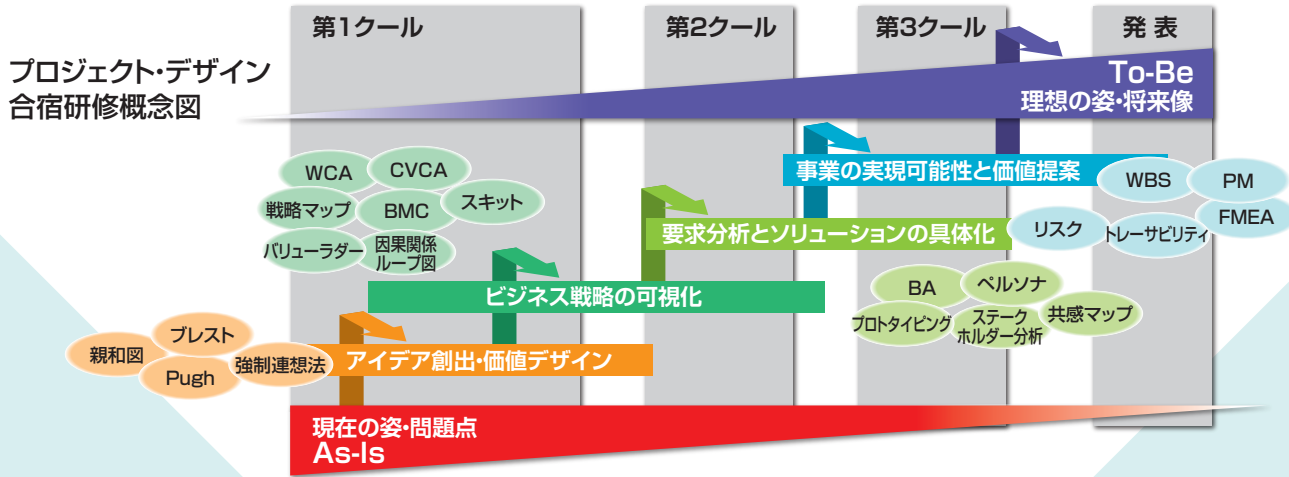 第1クール
第2クール
第3クール
発 表
プロジェクト・デザイン
合宿研修概念図
To-Be
理想の姿・将来像
WCA
CVCA
戦略マップ
BMC
スキット
バリューラダー
因果関係
ループ図
事業の実現可能性と価値提案
WBS
PM
リスク
トレーサビリティ
FMEA
要求分析とソリューションの具体化
BA
ペルソナ
プロトタイピング
ステーク
ホルダー分析
共感マップ
ビジネス戦略の可視化
親和図
ブレスト
Pugh
強制連想法
アイデア創出・価値デザイン
現在の姿・問題点
As-Is